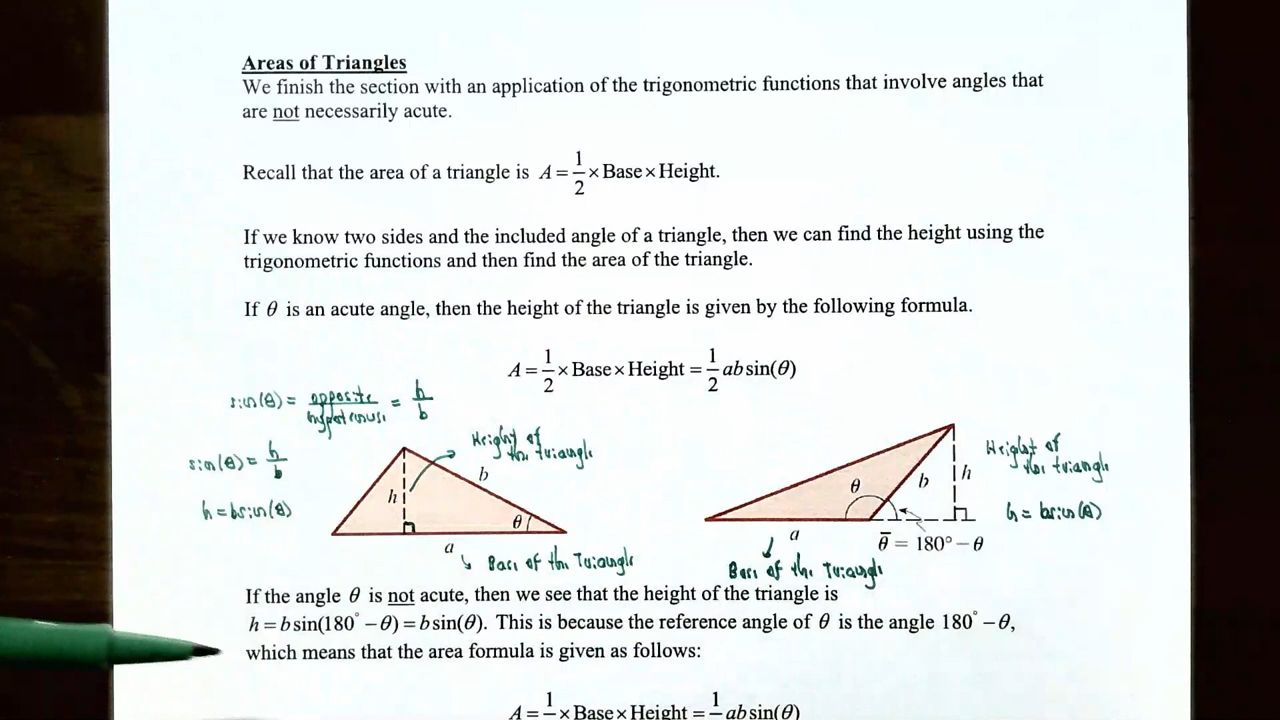 Areas of Triangles
We finish the section with an application of the trigonometric functions that involve angles that
are not necessarily acute.
Recall that the area of a triangle is A = 1/2 × Base × Height.
If we know two sides and the included angle of a triangle, then we can find the height using the
trigonometric functions and then find the area of the triangle.
If θ is an acute angle, then the height of the triangle is given by the following formula.
A = 1/2 × Base × Height = 1/2 ab sin(θ)
sin(θ) = opposite/hypotenuse = h/b
sin(θ) = h/b
h = b sin(θ)
Height of
the triangle
b
h
θ
a
Base of the Triangle
θ
b
h
a
θ̅ = 180° − θ
Base of the Triangle
Height of
the triangle
h = b sin(θ)
If the angle θ is not acute, then we see that the height of the triangle is
h = b sin(180° − θ) = b sin(θ). This is because the reference angle of θ is the angle 180° − θ,
which means that the area formula is given as follows:
A = 1/2 × Base × Height = 1/2 ab sin(θ)